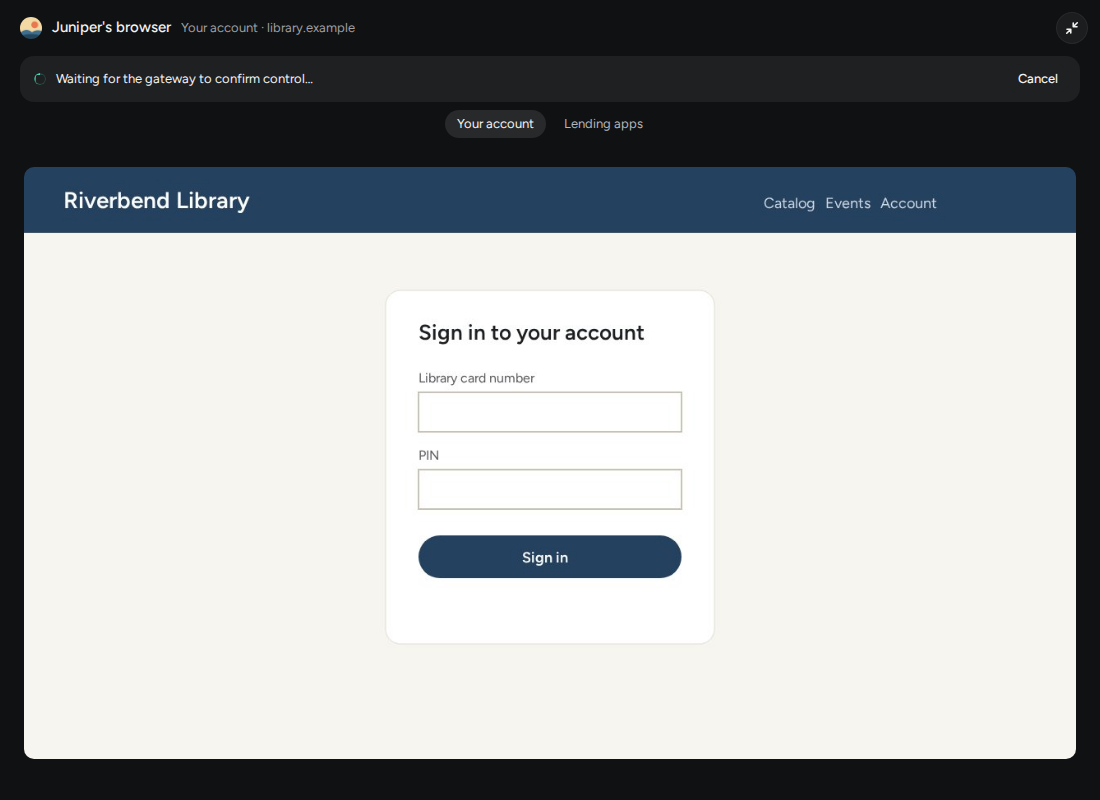 Juniper's browser Your account · library.example
Waiting for the gateway to confirm control... Cancel
Your account Lending apps
Riverbend Library Catalog Events Account
Sign in to your account
Library card number
PIN
Sign in